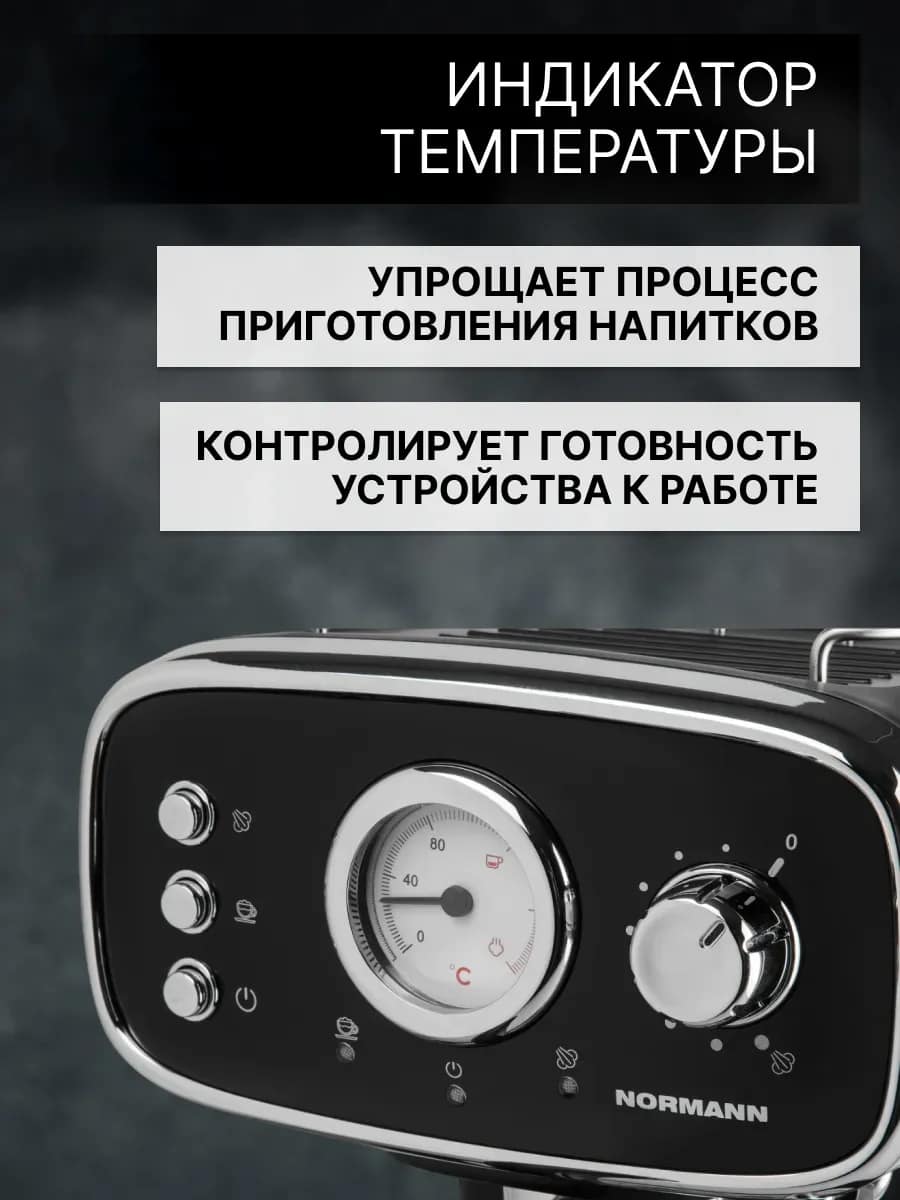 ИНДИКАТОР
ТЕМПЕРАТУРЫ
УПРОЩАЕТ ПРОЦЕСС
ПРИГОТОВЛЕНИЯ НАПИТКОВ
КОНТРОЛИРУЕТ ГОТОВНОСТЬ
УСТРОЙСТВА К РАБОТЕ
80
40
0
°C
0
NORMANN